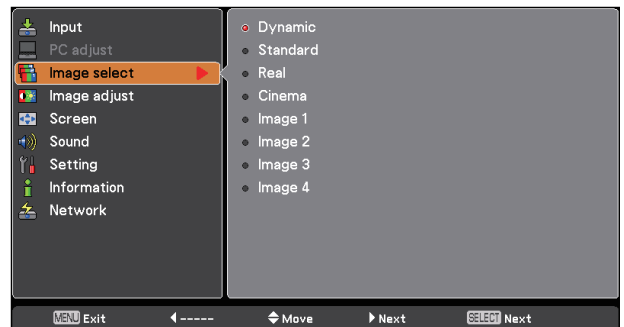 Input
PC adjust
Image select
Image adjust
Screen
Sound
Setting
Information
Network
Dynamic
Standard
Real
Cinema
Image 1
Image 2
Image 3
Image 4
MENU Exit ----- Move Next SELECT Next